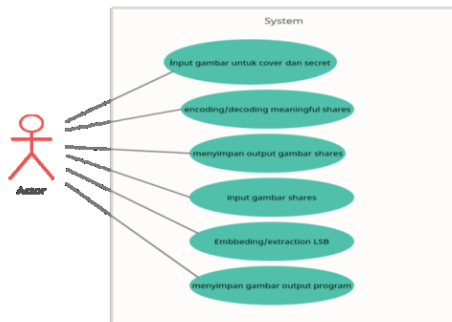 System
Input gambar untuk cover dan secret
encoding/decoding meaningful shares
menyimpan output gambar shares
Input gambar shares
Embbeding/extraction LSB
menyimpan gambar output program